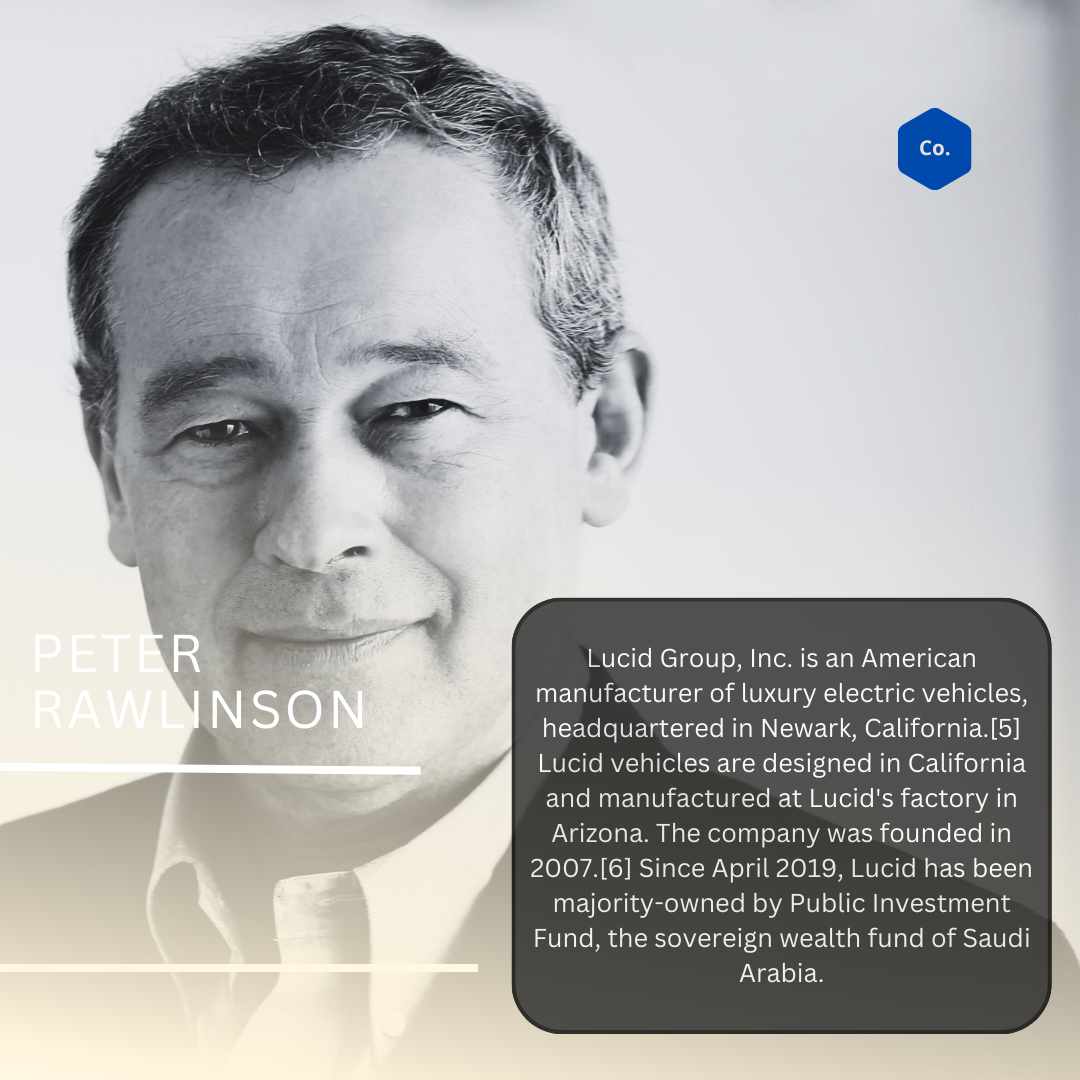 Co.
PETER
RAWLINSON
Lucid Group, Inc. is an American
manufacturer of luxury electric vehicles,
headquartered in Newark, California.[5]
Lucid vehicles are designed in California
and manufactured at Lucid's factory in
Arizona. The company was founded in
2007.[6] Since April 2019, Lucid has been
majority-owned by Public Investment
Fund, the sovereign wealth fund of Saudi
Arabia.